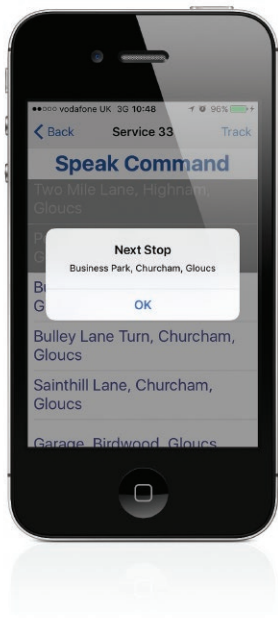 vodafone UK 3G 10:48 96%
Back Service 33 Track
Speak Command
Two Mile Lane, Highnam,
Gloucs
P
G
Next Stop
Business Park, Churcham, Gloucs
OK
Bu
G
Bulley Lane Turn, Churcham,
Gloucs
Sainthill Lane, Churcham,
Gloucs
Garage, Birdwood, Gloucs